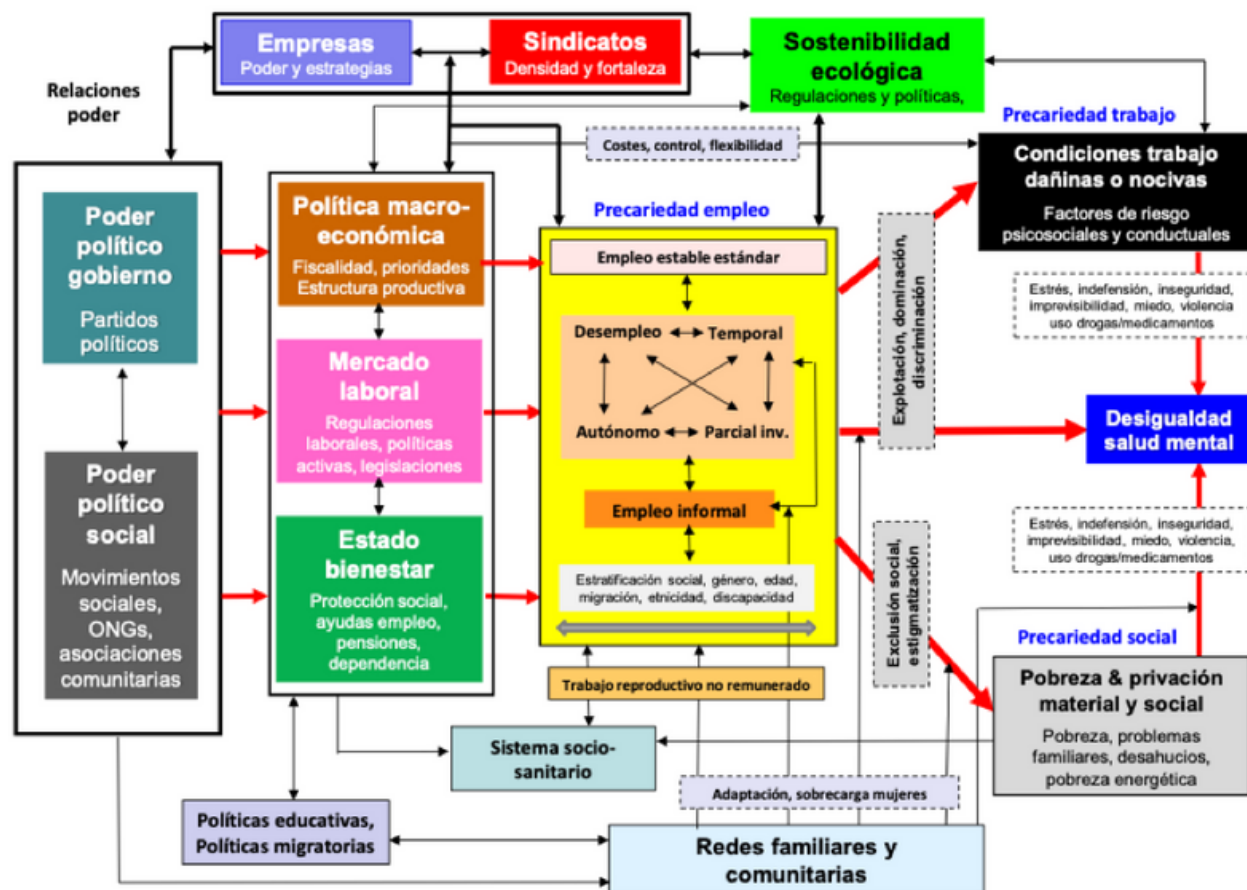 Empresas
Poder y estrategias
Sindicatos
Densidad y fortaleza
Sostenibilidad
ecológica
Regulaciones y políticas,
Relaciones
poder
Precariedad trabajo
Costes, control, flexibilidad
Condiciones trabajo
dañinas o nocivas
Factores de riesgo
psicosociales y conductuales
Poder
político
gobierno
Partidos
políticos
Política macro-
económica
Fiscalidad, prioridades
Estructura productiva
Precariedad empleo
Empleo estable estándar
Explotación, dominación,
discriminación
Estrés, indefensión, inseguridad,
imprevisibilidad, miedo, violencia
uso drogas/medicamentos
Desempleo
Temporal
Autónomo
Parcial inv.
Mercado
laboral
Regulaciones
laborales, políticas
activas, legislaciones
Desigualdad
salud mental
Poder
político
social
Movimientos
sociales,
ONGs,
asociaciones
comunitarias
Empleo informal
Estado
bienestar
Protección social,
ayudas empleo,
pensiones,
dependencia
Estratificación social, género, edad,
migración, etnicidad, discapacidad
Exclusión social,
estigmatización
Estrés, indefensión, inseguridad,
imprevisibilidad, miedo, violencia,
uso drogas/medicamentos
Precariedad social
Trabajo reproductivo no remunerado
Pobreza & privación
material y social
Pobreza, problemas
familiares, desahucios,
pobreza energética
Sistema socio-
sanitario
Adaptación, sobrecarga mujeres
Políticas educativas,
Políticas migratorias
Redes familiares y
comunitarias